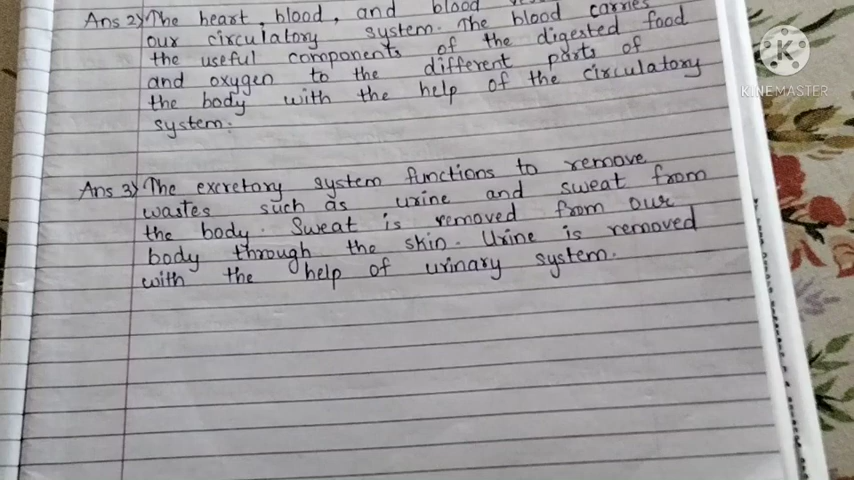 Ans 2) The heart, blood, and blood
our circulatory system. The blood carries
the useful components of the digested food
and oxygen to the different parts of
the body with the help of the circulatory
system.
Ans 3) The excretory system functions to remove
wastes such as urine and sweat from
the body. Sweat is removed from our
body through the skin. Urine is removed
with the help of urinary system.
K
KINEMASTER